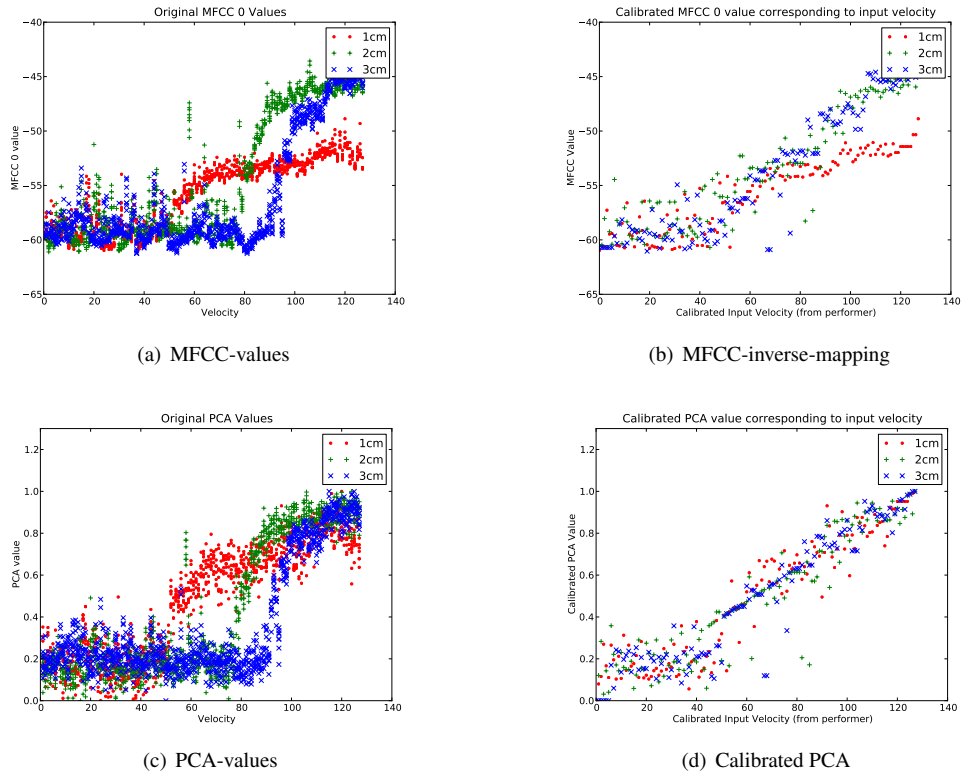 Original MFCC 0 Values
−40
−45
−50
−55
−60
−65
MFCC 0 value
0 20 40 60 80 100 120 140
Velocity
1cm
2cm
3cm
(a) MFCC-values
Calibrated MFCC 0 value corresponding to input velocity
−40
−45
−50
−55
−60
−65
MFCC Value
0 20 40 60 80 100 120 140
Calibrated Input Velocity (from performer)
1cm
2cm
3cm
(b) MFCC-inverse-mapping
Original PCA Values
1.2
1.0
0.8
0.6
0.4
0.2
0.0
PCA value
0 20 40 60 80 100 120 140
Velocity
1cm
2cm
3cm
(c) PCA-values
Calibrated PCA value corresponding to input velocity
1.2
1.0
0.8
0.6
0.4
0.2
0.0
Calibrated PCA Value
0 20 40 60 80 100 120 140
Calibrated Input Velocity (from performer)
1cm
2cm
3cm
(d) Calibrated PCA